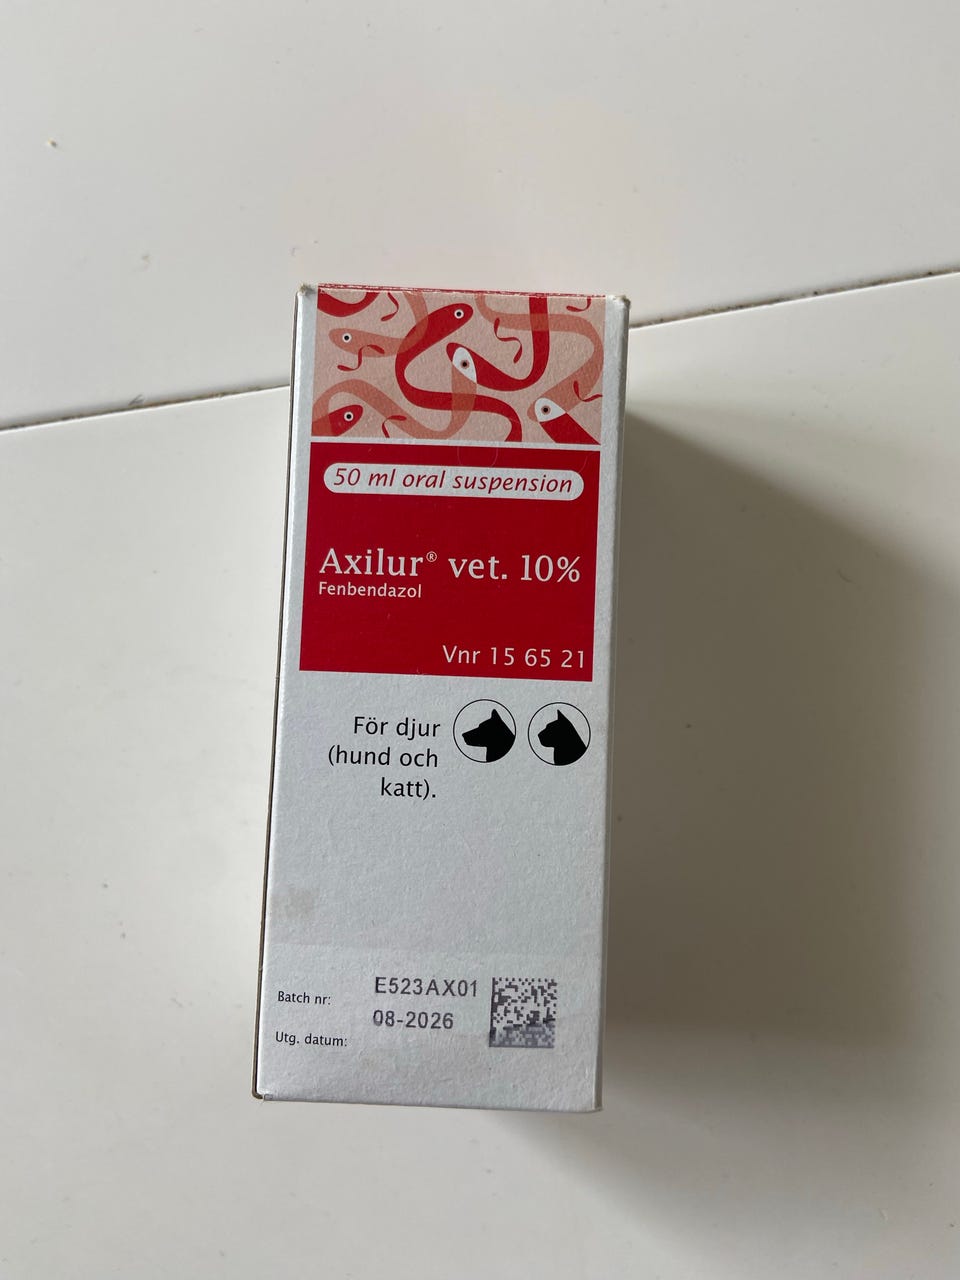 50 ml oral suspension
Axilur® vet. 10%
Fenbendazol
Vnr 15 65 21
För djur
(hund och
katt).
Batch nr: E523AX01
08-2026
Utg. datum: